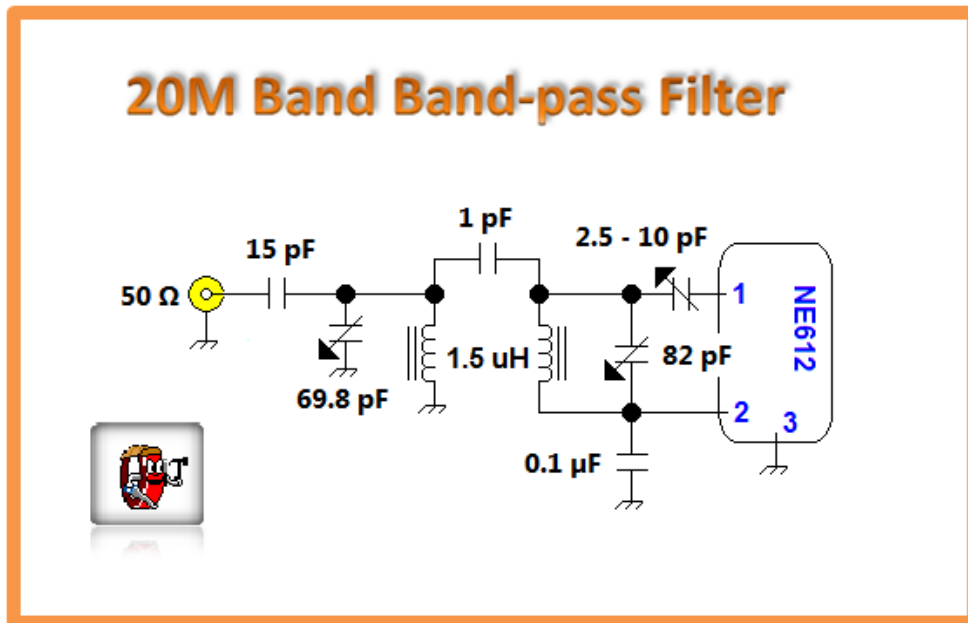 20M Band Band-pass Filter
1 pF
15 pF
2.5 - 10 pF
50 Ω
1
NE612
1.5 uH
82 pF
69.8 pF
2
3
0.1 µF